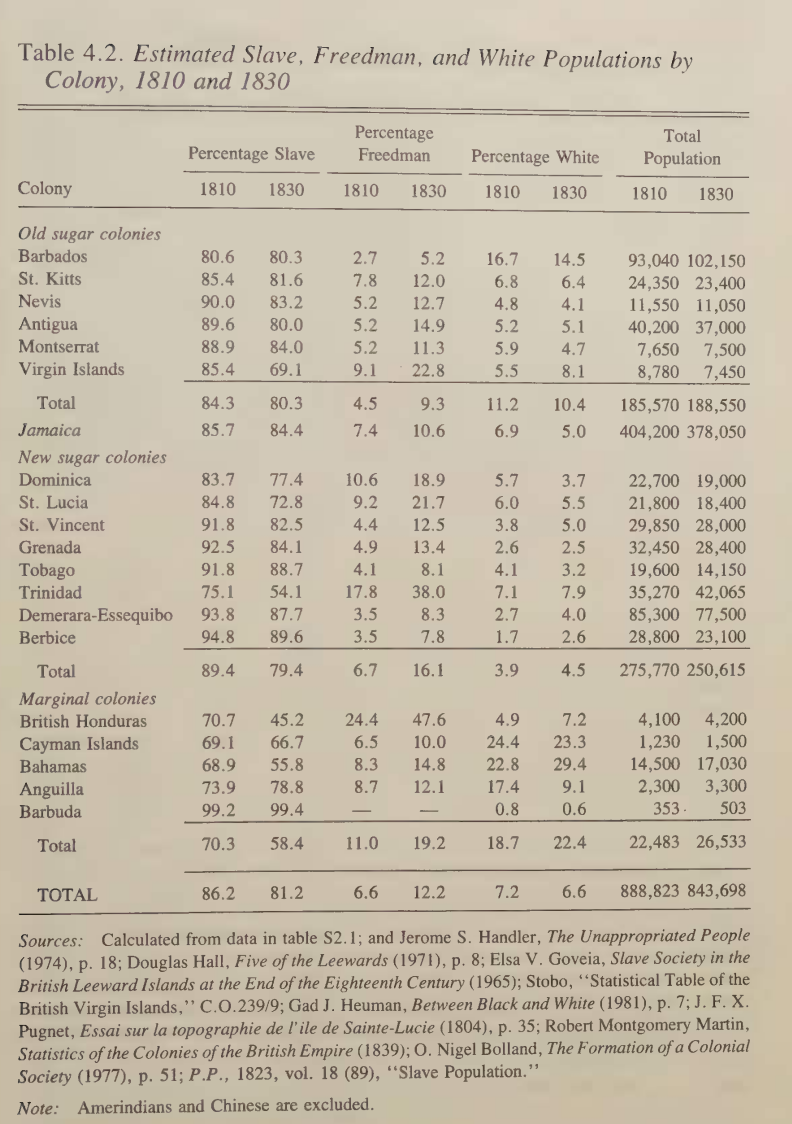 Table 4.2. Estimated Slave, Freedman, and White Populations by
Colony, 1810 and 1830
Percentage Slave Percentage Freedman Percentage White Total Population
Colony 1810 1830 1810 1830 1810 1830 1810 1830
Old sugar colonies
Barbados 80.6 80.3 2.7 5.2 16.7 14.5 93,040 102,150
St. Kitts 85.4 81.6 7.8 12.0 6.8 6.4 24,350 23,400
Nevis 90.0 83.2 5.2 12.7 4.8 4.1 11,550 11,050
Antigua 89.6 80.0 5.2 14.9 5.2 5.1 40,200 37,000
Montserrat 88.9 84.0 5.2 11.3 5.9 4.7 7,650 7,500
Virgin Islands 85.4 69.1 9.1 22.8 5.5 8.1 8,780 7,450
Total 84.3 80.3 4.5 9.3 11.2 10.4 185,570 188,550
Jamaica 85.7 84.4 7.4 10.6 6.9 5.0 404,200 378,050
New sugar colonies
Dominica 83.7 77.4 10.6 18.9 5.7 3.7 22,700 19,000
St. Lucia 84.8 72.8 9.2 21.7 6.0 5.5 21,800 18,400
St. Vincent 91.8 82.5 4.4 12.5 3.8 5.0 29,850 28,000
Grenada 92.5 84.1 4.9 13.4 2.6 2.5 32,450 28,400
Tobago 91.8 88.7 4.1 8.1 4.1 3.2 19,600 14,150
Trinidad 75.1 54.1 17.8 38.0 7.1 7.9 35,270 42,065
Demerara-Essequibo 93.8 87.7 3.5 8.3 2.7 4.0 85,300 77,500
Berbice 94.8 89.6 3.5 7.8 1.7 2.6 28,800 23,100
Total 89.4 79.4 6.7 16.1 3.9 4.5 275,770 250,615
Marginal colonies
British Honduras 70.7 45.2 24.4 47.6 4.9 7.2 4,100 4,200
Cayman Islands 69.1 66.7 6.5 10.0 24.4 23.3 1,230 1,500
Bahamas 68.9 55.8 8.3 14.8 22.8 29.4 14,500 17,030
Anguilla 73.9 78.8 8.7 12.1 17.4 9.1 2,300 3,300
Barbuda 99.2 99.4 — — 0.8 0.6 353 503
Total 70.3 58.4 11.0 19.2 18.7 22.4 22,483 26,533
TOTAL 86.2 81.2 6.6 12.2 7.2 6.6 888,823 843,698
Sources: Calculated from data in table S2.1; and Jerome S. Handler, The Unappropriated People
(1974), p. 18; Douglas Hall, Five of the Leewards (1971), p. 8; Elsa V. Goveia, Slave Society in the
British Leeward Islands at the End of the Eighteenth Century (1965); Stobo, ‘‘Statistical Table of the
British Virgin Islands,’’ C.O.239/9; Gad J. Heuman, Between Black and White (1981), p. 7; J. F. X.
Pugnet, Essai sur la topographie de l'ile de Sainte-Lucie (1804), p. 35; Robert Montgomery Martin,
Statistics of the Colonies of the British Empire (1839); O. Nigel Bolland, The Formation of a Colonial
Society (1977), p. 51; P.P., 1823, vol. 18 (89), ‘‘Slave Population.’’
Note: Amerindians and Chinese are excluded.